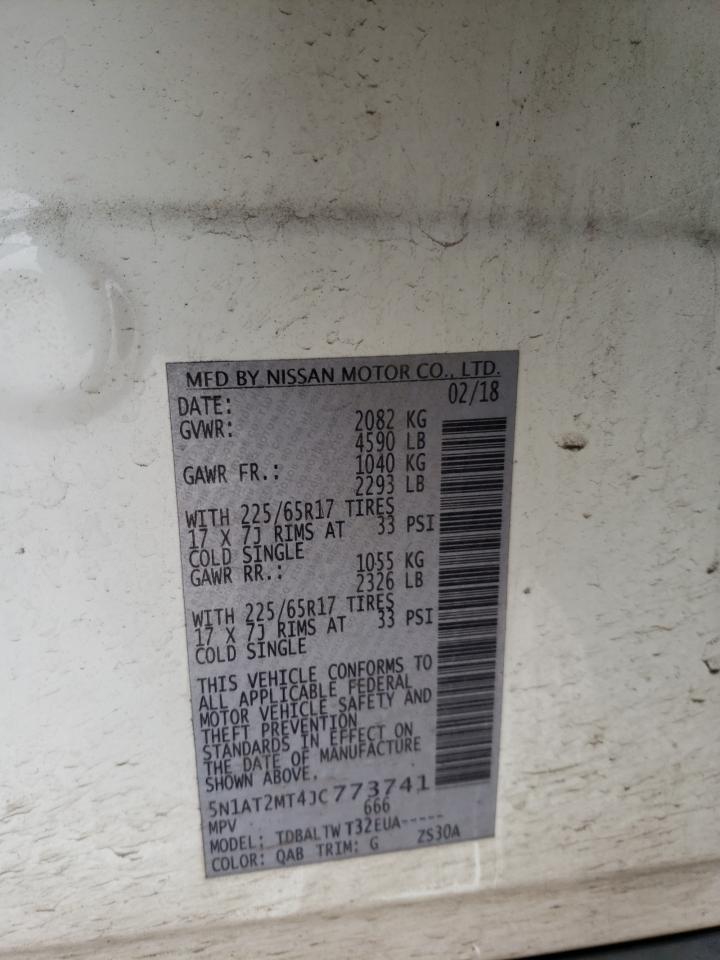 MFD BY NISSAN MOTOR CO., LTD.
DATE: 02/18
GVWR: 2082 KG
4590 LB
GAWR FR.: 1040 KG
2293 LB
WITH 225/65R17 TIRES
17 X 7J RIMS AT 33 PSI
COLD SINGLE
GAWR RR.: 1055 KG
2326 LB
WITH 225/65R17 TIRES
17 X 7J RIMS AT 33 PSI
COLD SINGLE
THIS VEHICLE CONFORMS TO
ALL APPLICABLE FEDERAL
MOTOR VEHICLE SAFETY AND
THEFT PREVENTION
STANDARDS IN EFFECT ON
THE DATE OF MANUFACTURE
SHOWN ABOVE.
5N1AT2MT4JC773741
MPV 666
MODEL: TDBALTW T32EUA-----
COLOR: QAB TRIM: G ZS30A